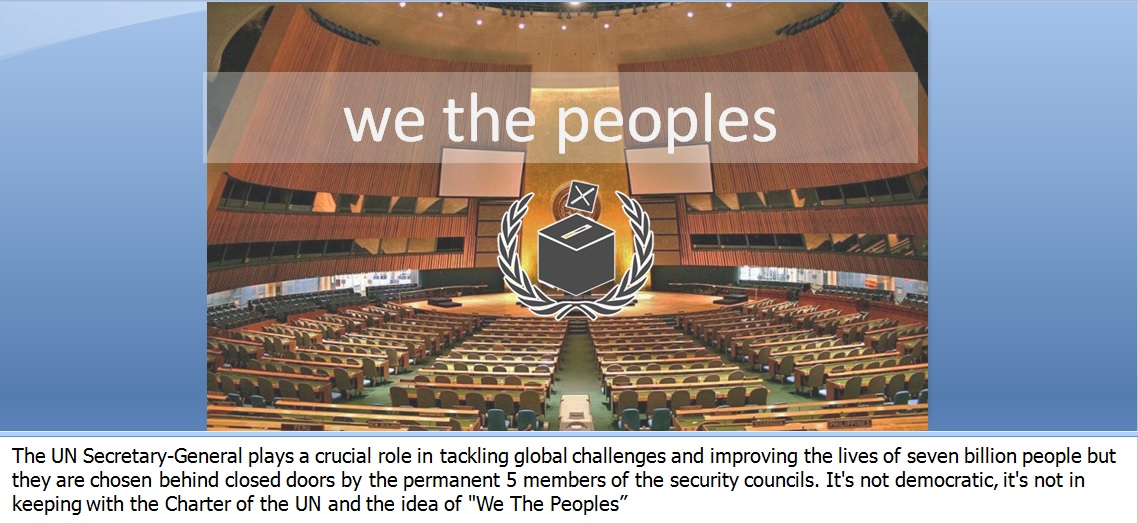 we the peoples
The UN Secretary-General plays a crucial role in tackling global challenges and improving the lives of seven billion people but
they are chosen behind closed doors by the permanent 5 members of the security councils. It's not democratic, it's not in
keeping with the Charter of the UN and the idea of "We The Peoples”